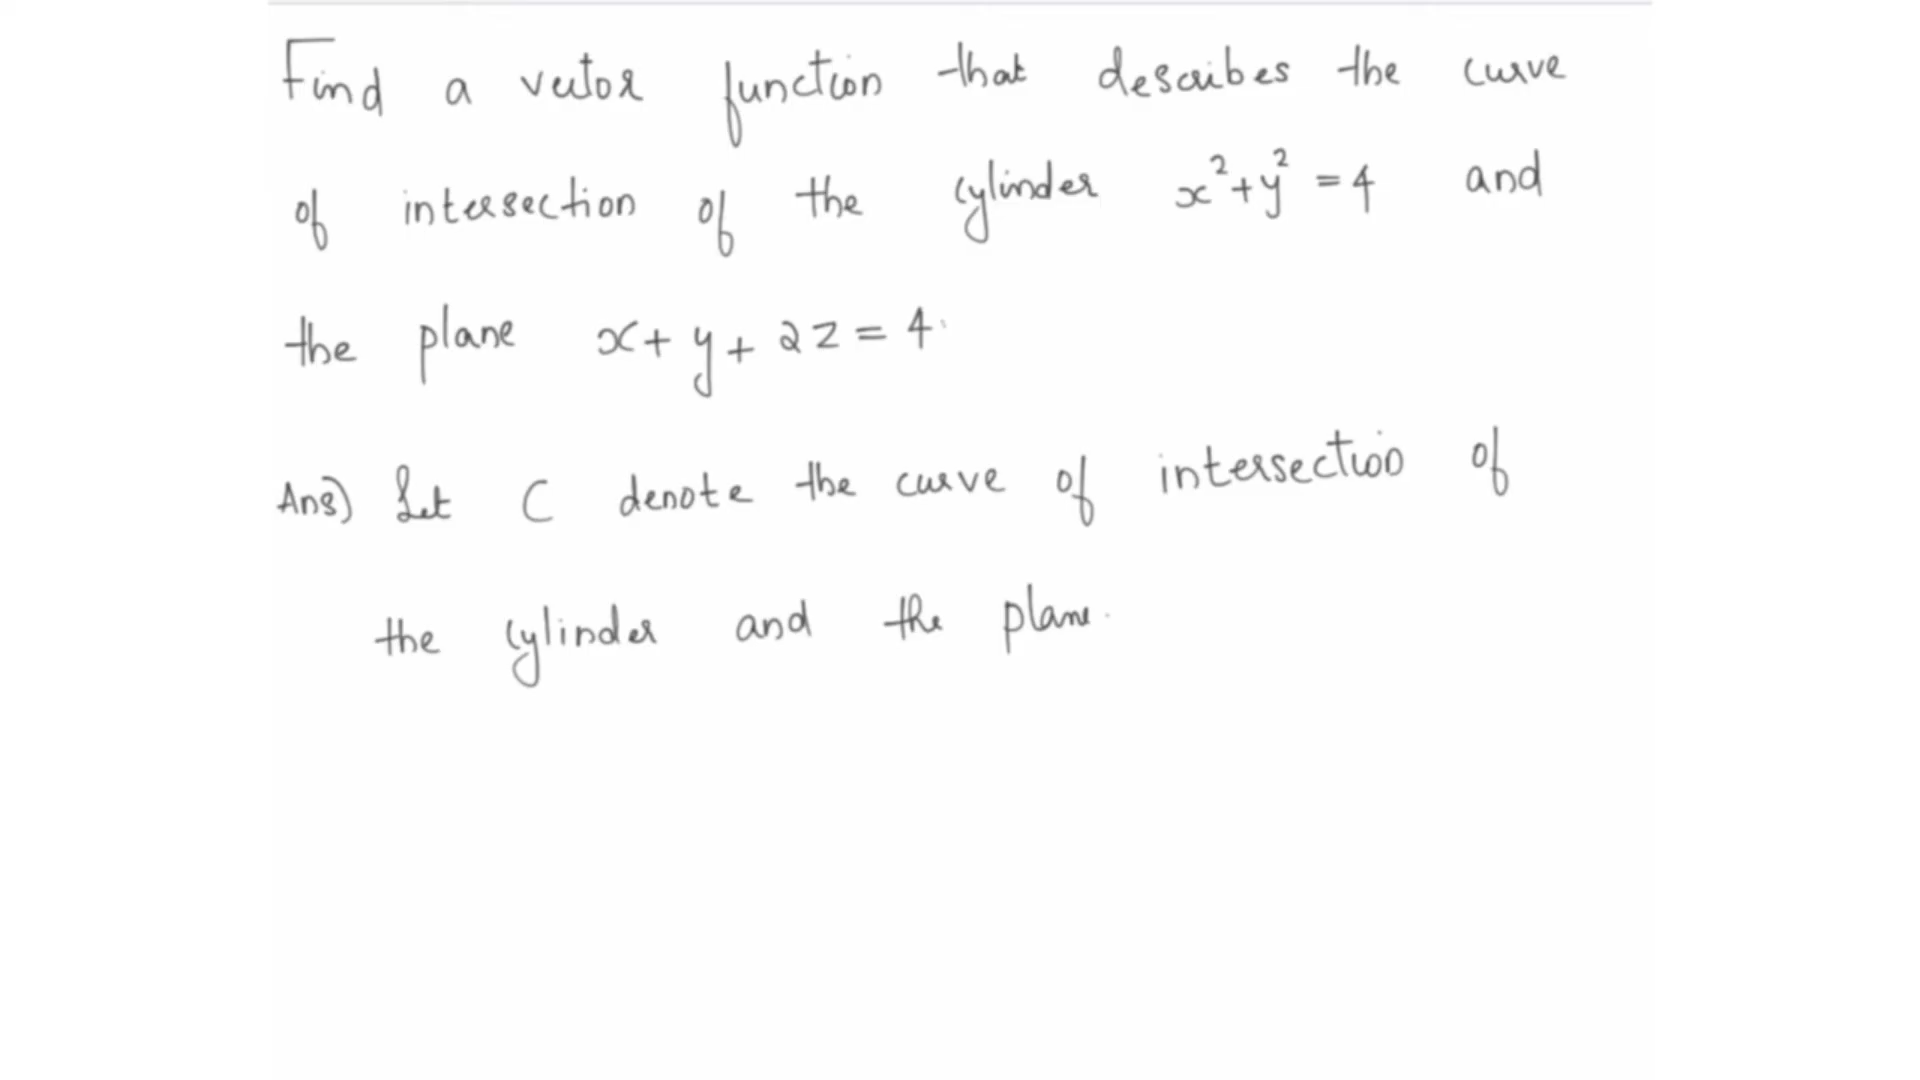 Find a vector function that describes the curve
of intersection of the cylinder x²+y²=4 and
the plane x+y+2z=4.
Ans) Let C denote the curve of intersection of
the cylinder and the plane.